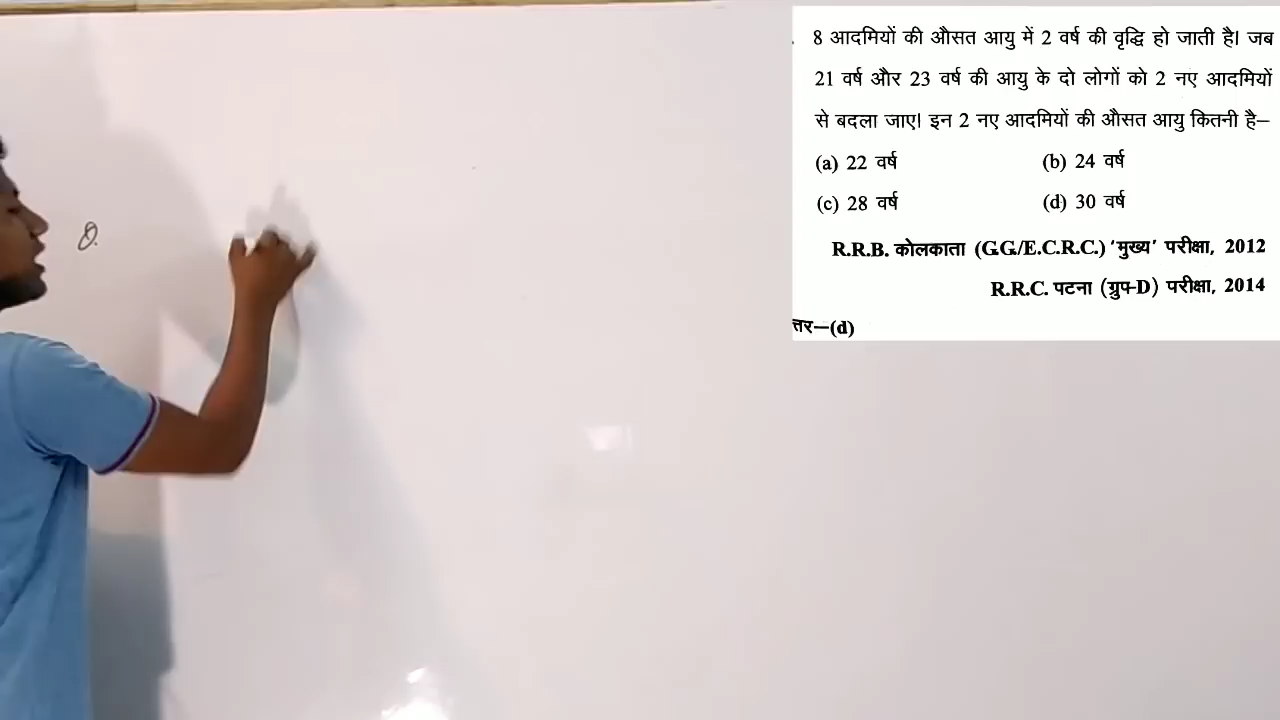 8 आदमियों की औसत आयु में 2 वर्ष की वृद्धि हो जाती है। जब
21 वर्ष और 23 वर्ष की आयु के दो लोगों को 2 नए आदमियों
से बदला जाए। इन 2 नए आदमियों की औसत आयु कितनी है–
(a) 22 वर्ष (b) 24 वर्ष
(c) 28 वर्ष (d) 30 वर्ष
R.R.B. कोलकाता (G.G./E.C.R.C.) 'मुख्य' परीक्षा, 2012
R.R.C. पटना (ग्रुप-D) परीक्षा, 2014
त्तर–(d)